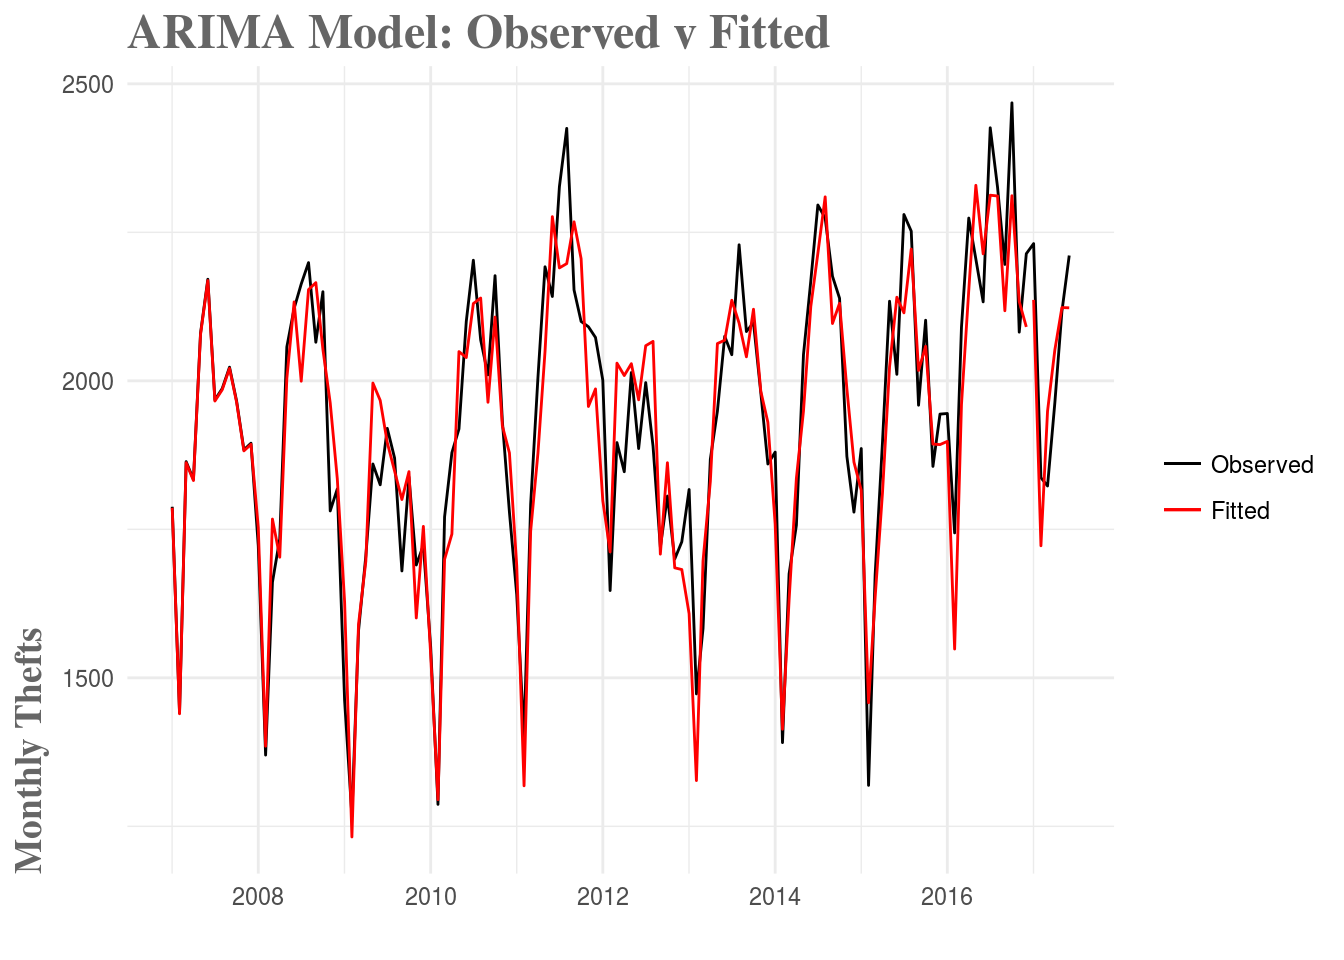 ARIMA Model: Observed v Fitted
2500
2000
1500
Monthly Thefts
2008
2010
2012
2014
2016
Observed
Fitted